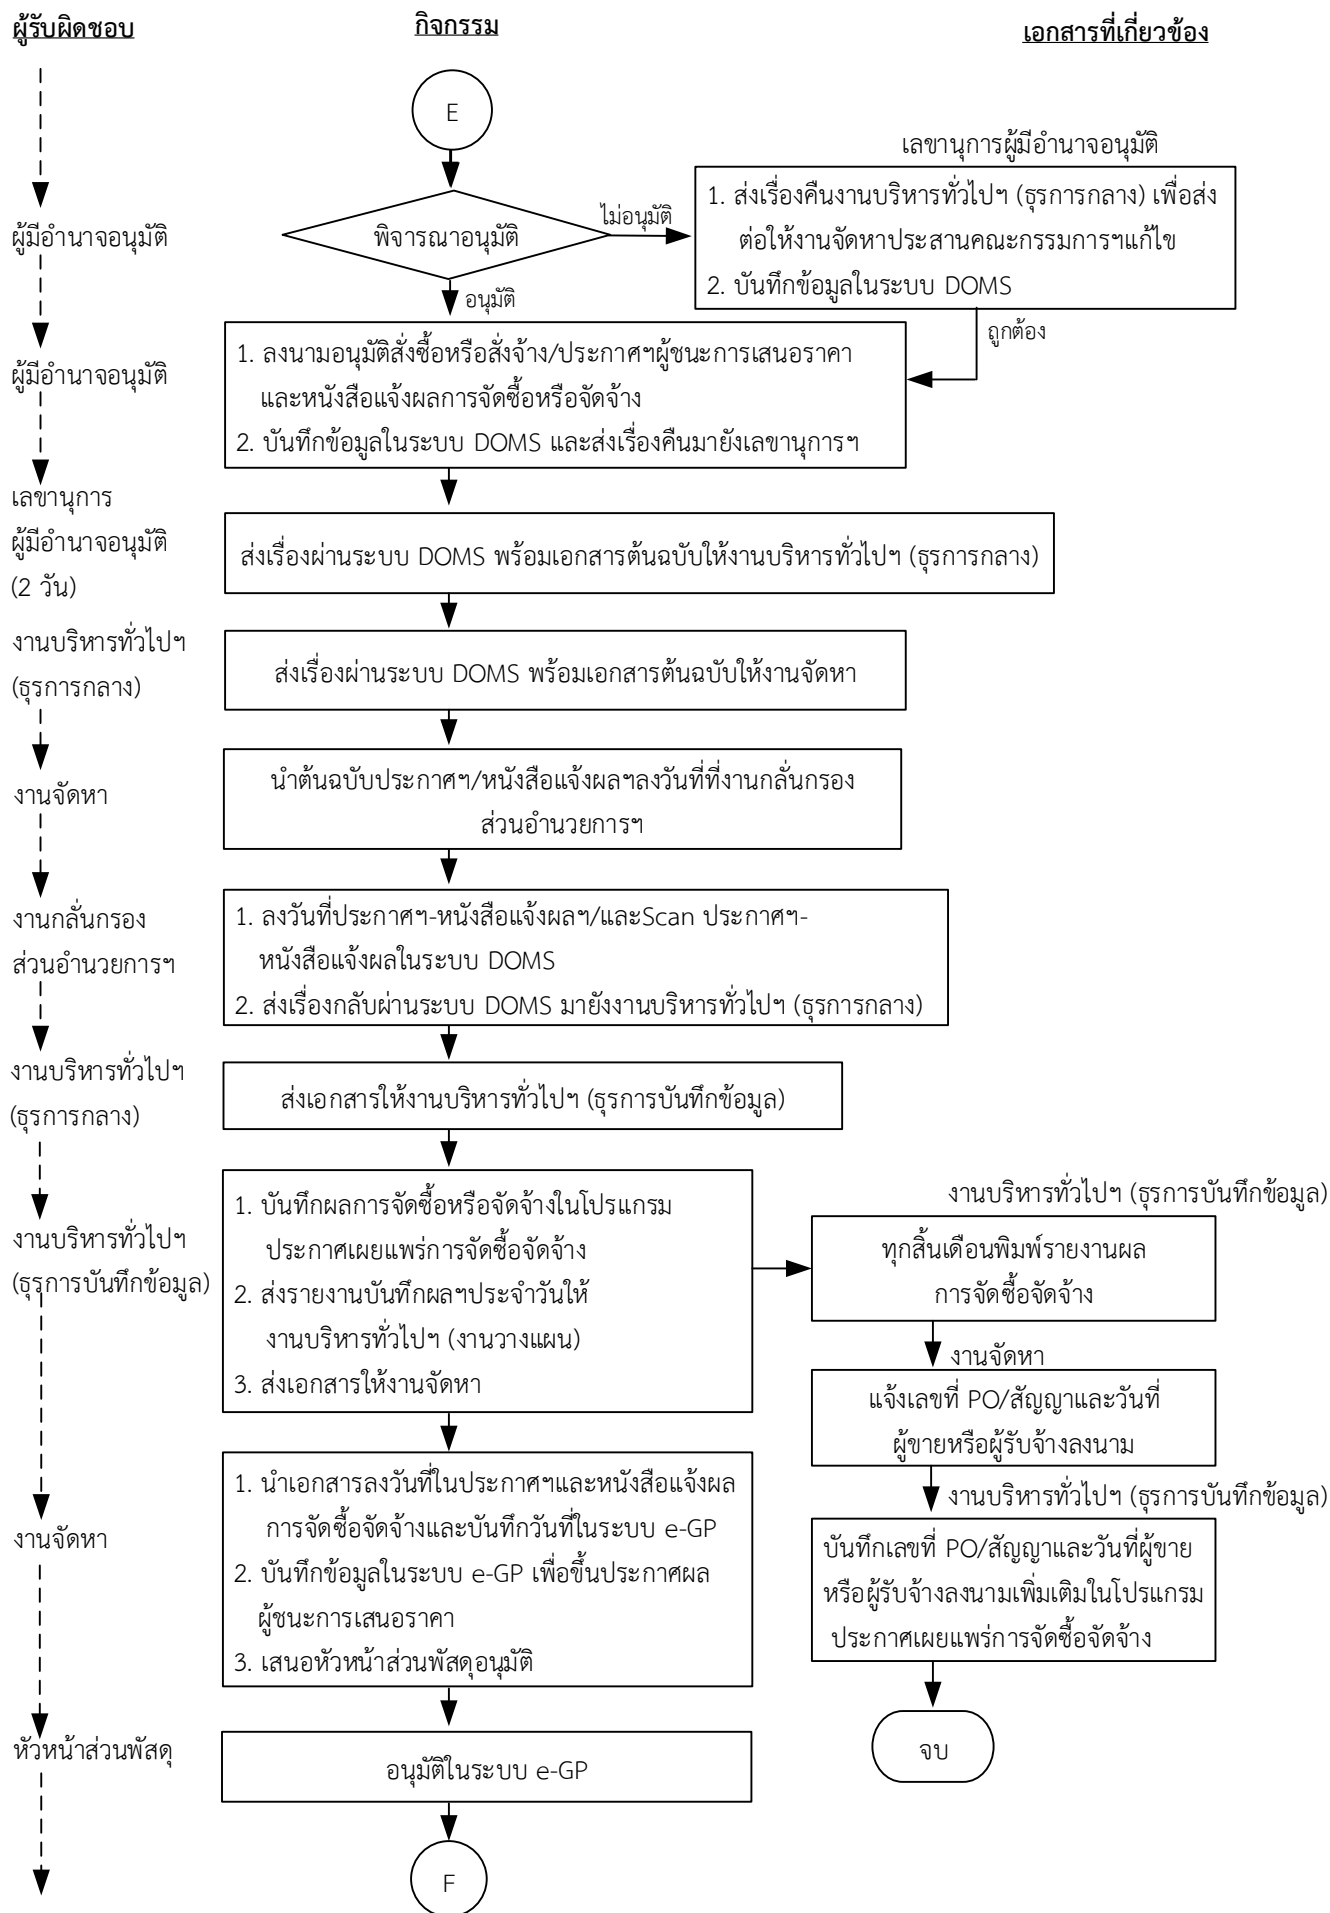 ผู้รับผิดชอบ
กิจกรรม
เอกสารที่เกี่ยวข้อง
E
เลขานุการผู้มีอำนาจอนุมัติ
ผู้มีอำนาจอนุมัติ
พิจารณาอนุมัติ
ไม่อนุมัติ
1. ส่งเรื่องคืนงานบริหารทั่วไปฯ (ธุรการกลาง) เพื่อส่ง
ต่อให้งานจัดหาประสานคณะกรรมการฯแก้ไข
2. บันทึกข้อมูลในระบบ DOMS
อนุมัติ
ถูกต้อง
ผู้มีอำนาจอนุมัติ
1. ลงนามอนุมัติสั่งซื้อหรือสั่งจ้าง/ประกาศฯผู้ชนะการเสนอราคา
และหนังสือแจ้งผลการจัดซื้อหรือจัดจ้าง
2. บันทึกข้อมูลในระบบ DOMS และส่งเรื่องคืนมายังเลขานุการฯ
เลขานุการ
ผู้มีอำนาจอนุมัติ
(2 วัน)
ส่งเรื่องผ่านระบบ DOMS พร้อมเอกสารต้นฉบับให้งานบริหารทั่วไปฯ (ธุรการกลาง)
งานบริหารทั่วไปฯ
(ธุรการกลาง)
ส่งเรื่องผ่านระบบ DOMS พร้อมเอกสารต้นฉบับให้งานจัดหา
งานจัดหา
นำต้นฉบับประกาศฯ/หนังสือแจ้งผลฯลงวันที่ที่งานกลั่นกรอง
ส่วนอำนวยการฯ
งานกลั่นกรอง
ส่วนอำนวยการฯ
1. ลงวันที่ประกาศฯ-หนังสือแจ้งผลฯ/และScan ประกาศฯ-
หนังสือแจ้งผลในระบบ DOMS
2. ส่งเรื่องกลับผ่านระบบ DOMS มายังงานบริหารทั่วไปฯ (ธุรการกลาง)
งานบริหารทั่วไปฯ
(ธุรการกลาง)
ส่งเอกสารให้งานบริหารทั่วไปฯ (ธุรการบันทึกข้อมูล)
งานบริหารทั่วไปฯ
(ธุรการบันทึกข้อมูล)
1. บันทึกผลการจัดซื้อหรือจัดจ้างในโปรแกรม
ประกาศเผยแพร่การจัดซื้อจัดจ้าง
2. ส่งรายงานบันทึกผลฯประจำวันให้
งานบริหารทั่วไปฯ (งานวางแผน)
3. ส่งเอกสารให้งานจัดหา
งานบริหารทั่วไปฯ (ธุรการบันทึกข้อมูล)
ทุกสิ้นเดือนพิมพ์รายงานผล
การจัดซื้อจัดจ้าง
งานจัดหา
แจ้งเลขที่ PO/สัญญาและวันที่
ผู้ขายหรือผู้รับจ้างลงนาม
งานบริหารทั่วไปฯ (ธุรการบันทึกข้อมูล)
บันทึกเลขที่ PO/สัญญาและวันที่ผู้ขาย
หรือผู้รับจ้างลงนามเพิ่มเติมในโปรแกรม
ประกาศเผยแพร่การจัดซื้อจัดจ้าง
จบ
งานจัดหา
1. นำเอกสารลงวันที่ในประกาศฯและหนังสือแจ้งผล
การจัดซื้อจัดจ้างและบันทึกวันที่ในระบบ e-GP
2. บันทึกข้อมูลในระบบ e-GP เพื่อขึ้นประกาศผล
ผู้ชนะการเสนอราคา
3. เสนอหัวหน้าส่วนพัสดุอนุมัติ
หัวหน้าส่วนพัสดุ
อนุมัติในระบบ e-GP
F